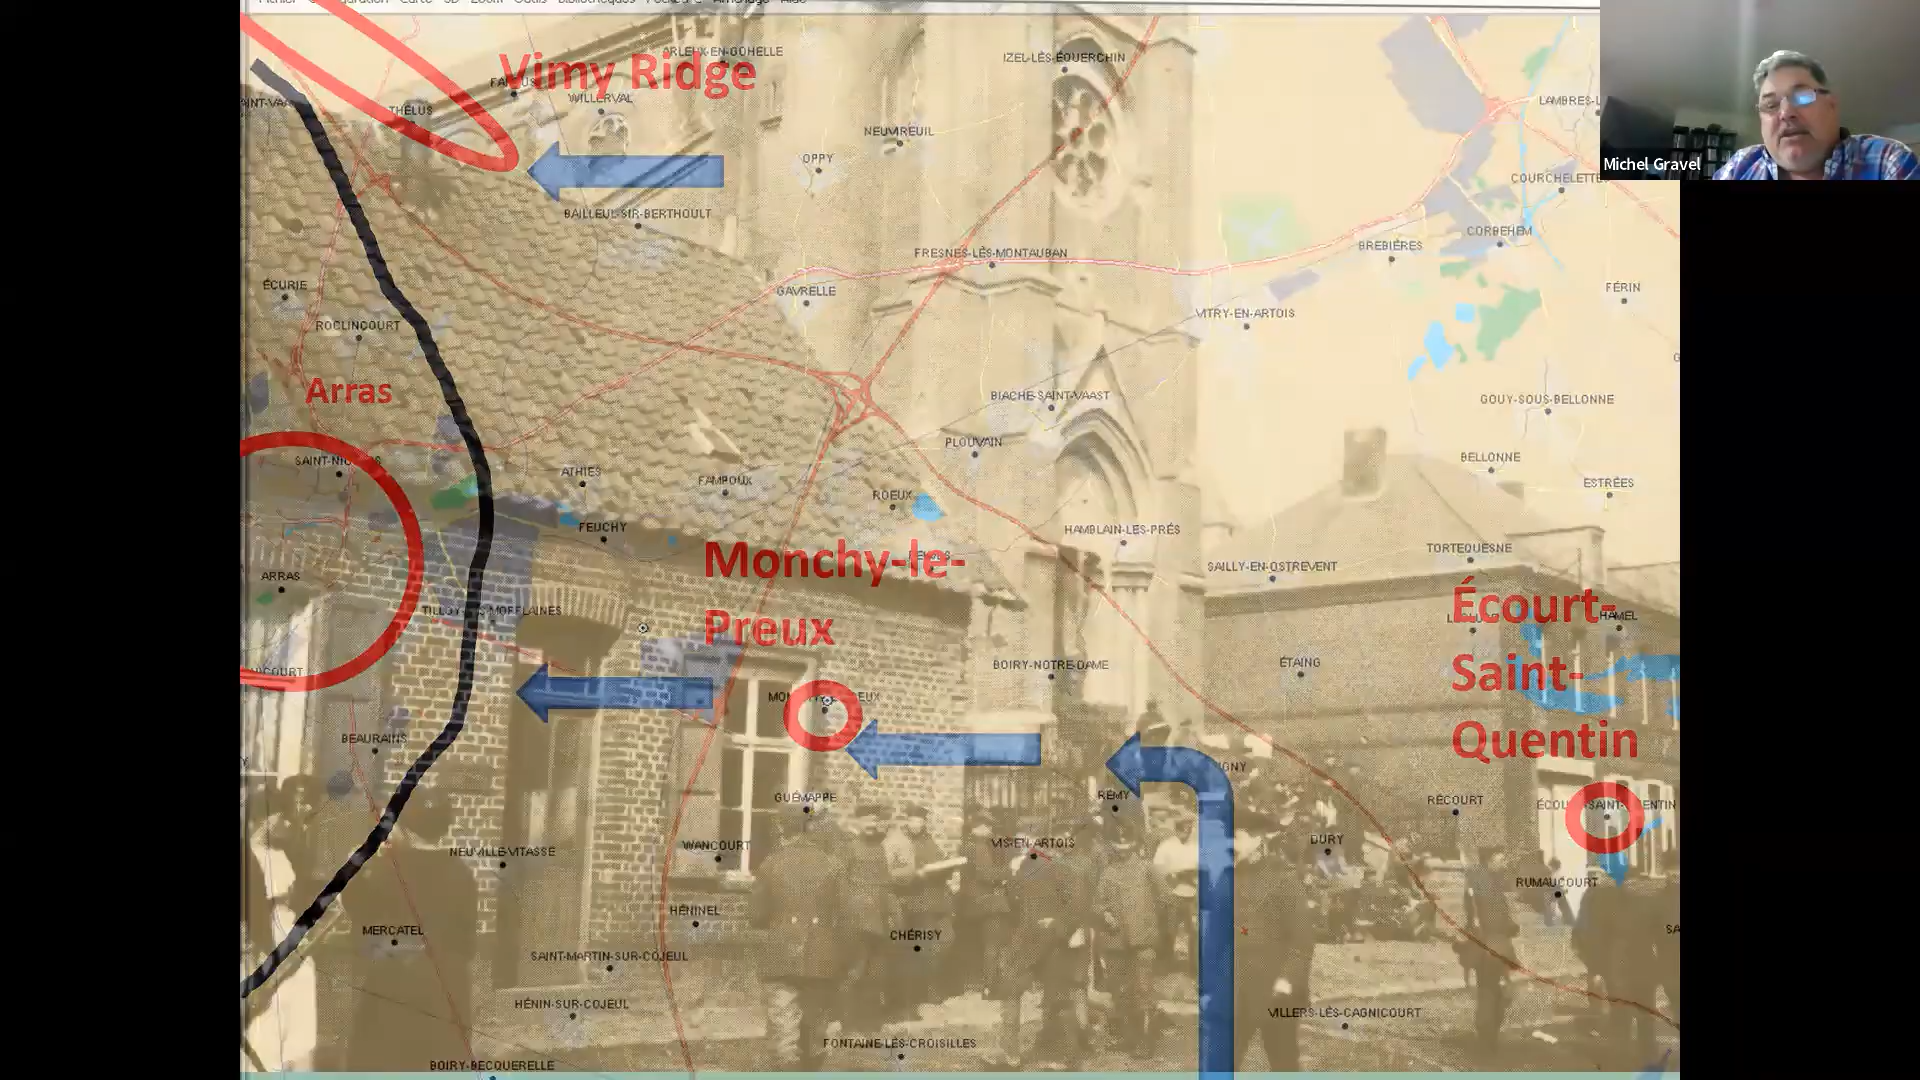 Vimy Ridge
ARLEUX-EN-GOHELLE
IZEL-LÈS-ÉQUERCHIN
WILLERVAL
LAMBRES-L
THÉLUS
NEUVIREUIL
OPPY
Michel Gravel
COURCHELETTE
BAILLEUL-SIR-BERTHOULT
CORBEHEM
BREBIÈRES
FRESNES-LÈS-MONTAUBAN
ÉCURIE
GAVRELLE
FÉRIN
VITRY-EN-ARTOIS
ROCLINCOURT
Arras
BIACHE-SAINT-VAAST
GOUY-SOUS-BELLONNE
PLOUVAIN
SAINT-NICOLAS
BELLONNE
ATHIES
FAMPOUX
ESTRÉES
ROEUX
FEUCHY
HAMBLAIN-LES-PRÉS
TORTEQUESNE
Monchy-le-
Preux
SAILLY-EN-OSTREVENT
ARRAS
Écourt-
Saint-
Quentin
HAMEL
TILLOY-LÈS-MOFFLAINES
BOIRY-NOTRE-DAME
ÉTAING
BEAURAINS
IGNY
GUÉMAPPE
RÉMY
RÉCOURT
DURY
WANCOURT
VIS-EN-ARTOIS
NEUVILLE-VITASSE
RUMAUCOURT
HÉNINEL
MERCATEL
CHÉRISY
SA
SAINT-MARTIN-SUR-COJEUL
HÉNIN-SUR-COJEUL
VILLERS-LÈS-CAGNICOURT
FONTAINE-LÈS-CROISILLES
BOIRY-BECQUERELLE